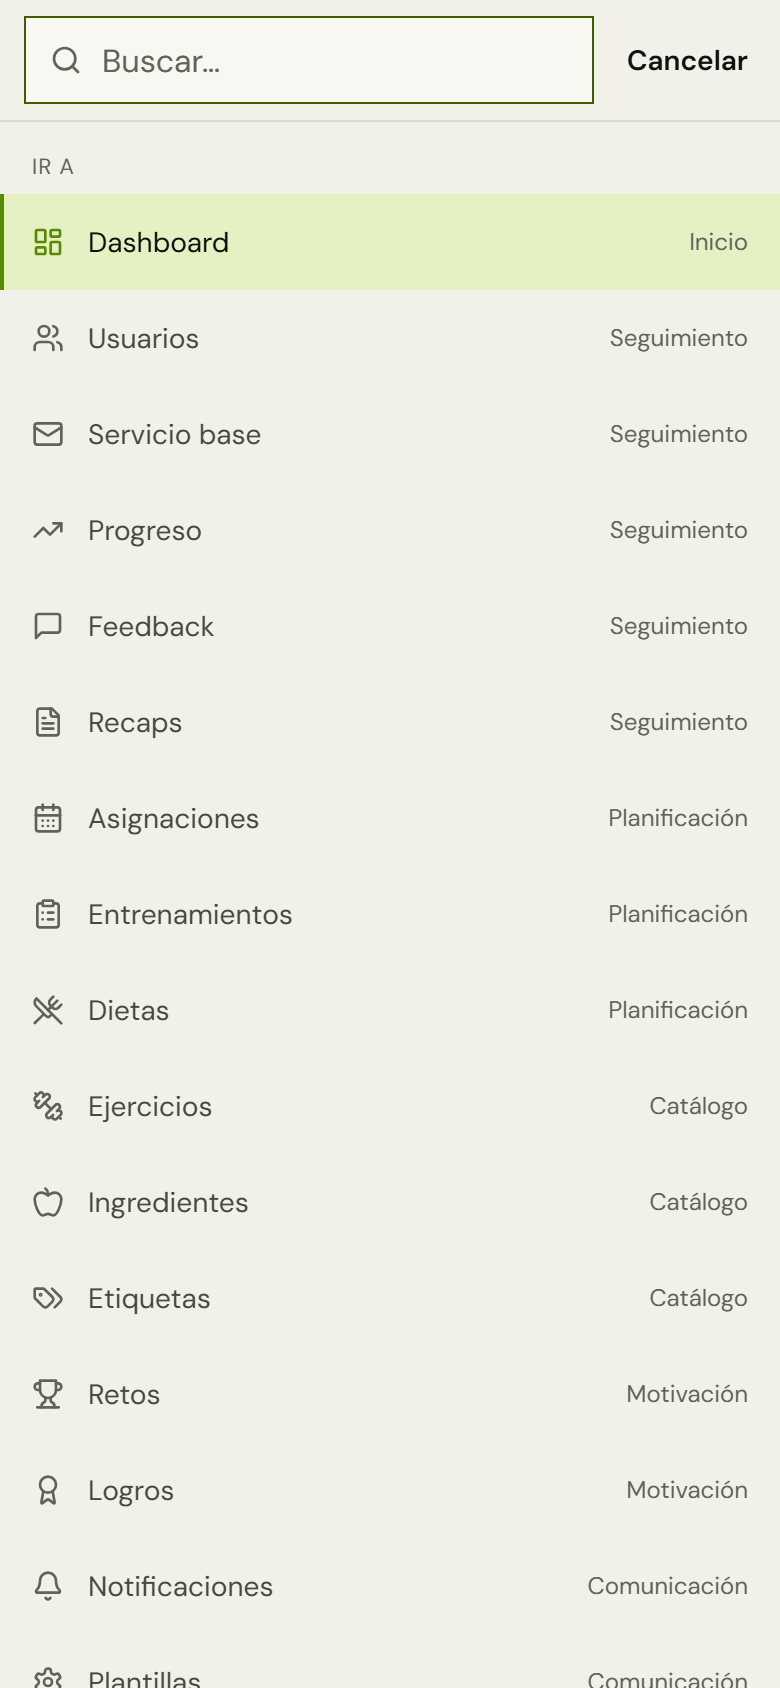 Buscar... Cancelar
IR A
Dashboard Inicio
Usuarios Seguimiento
Servicio base Seguimiento
Progreso Seguimiento
Feedback Seguimiento
Recaps Seguimiento
Asignaciones Planificación
Entrenamientos Planificación
Dietas Planificación
Ejercicios Catálogo
Ingredientes Catálogo
Etiquetas Catálogo
Retos Motivación
Logros Motivación
Notificaciones Comunicación
Plantillas Comunicación